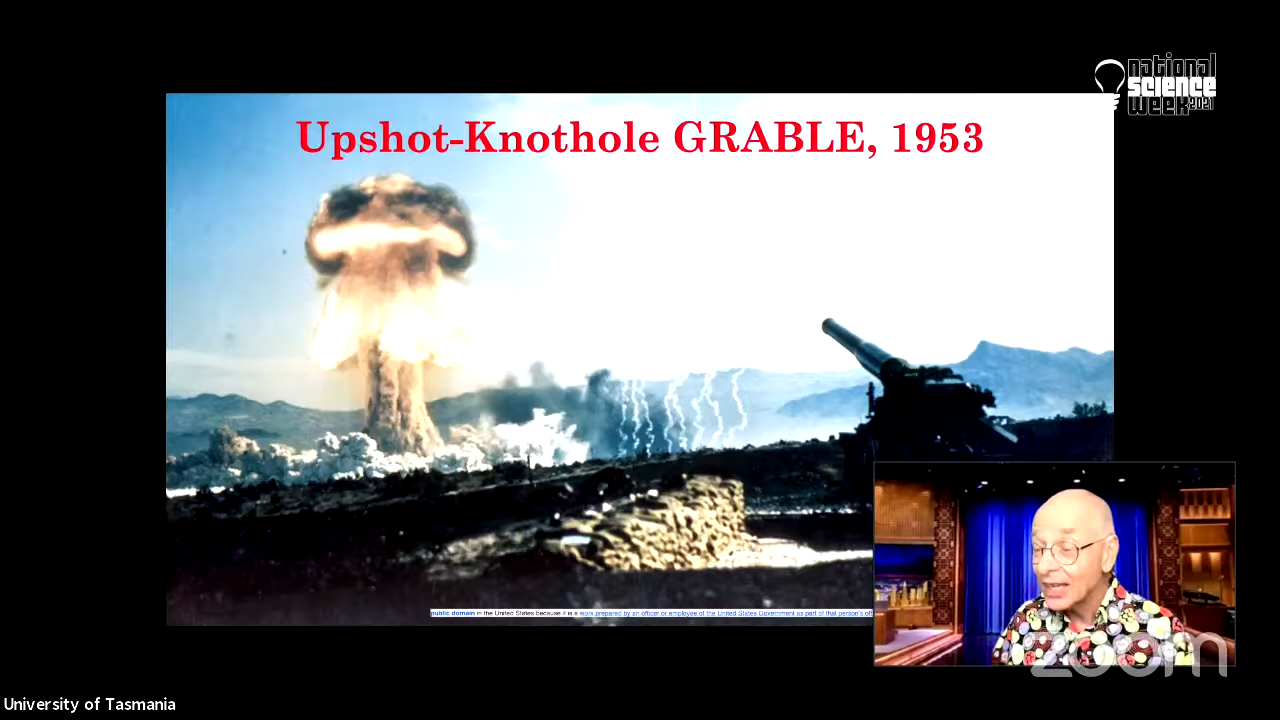 national
science
week 2021
Upshot-Knothole GRABLE, 1953
public domain in the United States because it is a work prepared by an officer or employee of the United States Government as part of that person's off
zoom
University of Tasmania